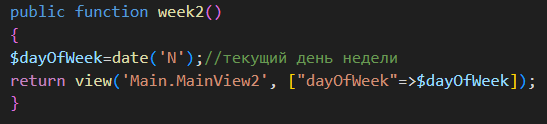 public function week2()
{
$dayOfWeek=date('N');//текущий день недели
return view('Main.MainView2', ["dayOfWeek"=>$dayOfWeek]);
}